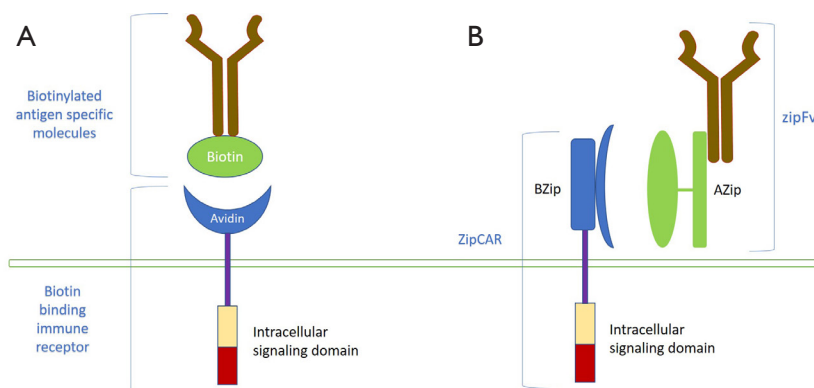 A
Biotinylated
antigen specific
molecules
Biotin
Avidin
Biotin
binding
immune
receptor
Intracellular
signaling domain
B
zipFv
BZip
AZip
ZipCAR
Intracellular
signaling domain